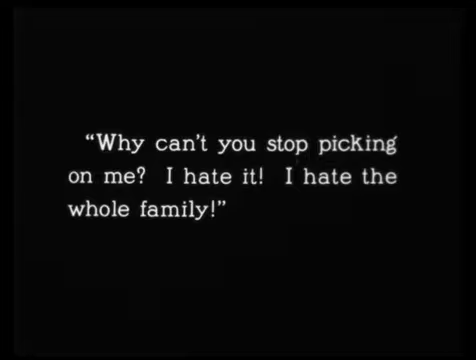 “Why can't you stop picking
on me? I hate it! I hate the
whole family!”